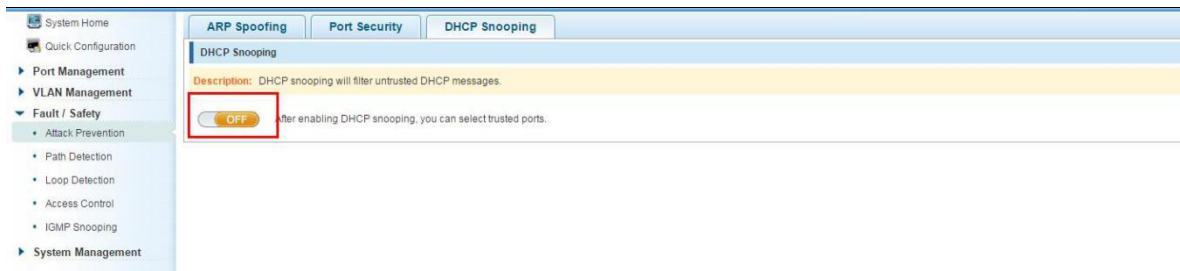 System Home
Quick Configuration
Port Management
VLAN Management
Fault / Safety
Attack Prevention
Path Detection
Loop Detection
Access Control
IGMP Snooping
System Management
ARP Spoofing
Port Security
DHCP Snooping
DHCP Snooping
Description: DHCP snooping will filter untrusted DHCP messages.
OFF
After enabling DHCP snooping, you can select trusted ports.